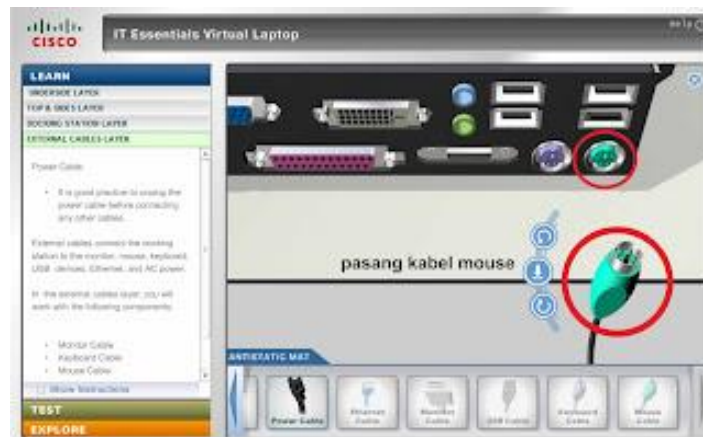 CISCO
IT Essentials Virtual Laptop
Help
LEARN
UNDERSIDE LAYER
TOP & SIDES LAYER
DOCKING STATION LAYER
EXTERNAL CABLES LAYER
Power Cable
• It is good practice to unplug the
power cable before connecting
any other cables.
External cables connect the docking
station to the monitor, mouse, keyboard,
USB devices, Ethernet, and AC power.
In the external cables layer, you will
work with the following components:
• Monitor Cable
• Keyboard Cable
• Mouse Cable
Show Instructions
TEST
EXPLORE
pasang kabel mouse
ANTISTATIC MAT
Power Cable
Ethernet Cable
Monitor Cable
USB Cable
Keyboard Cable
Mouse Cable